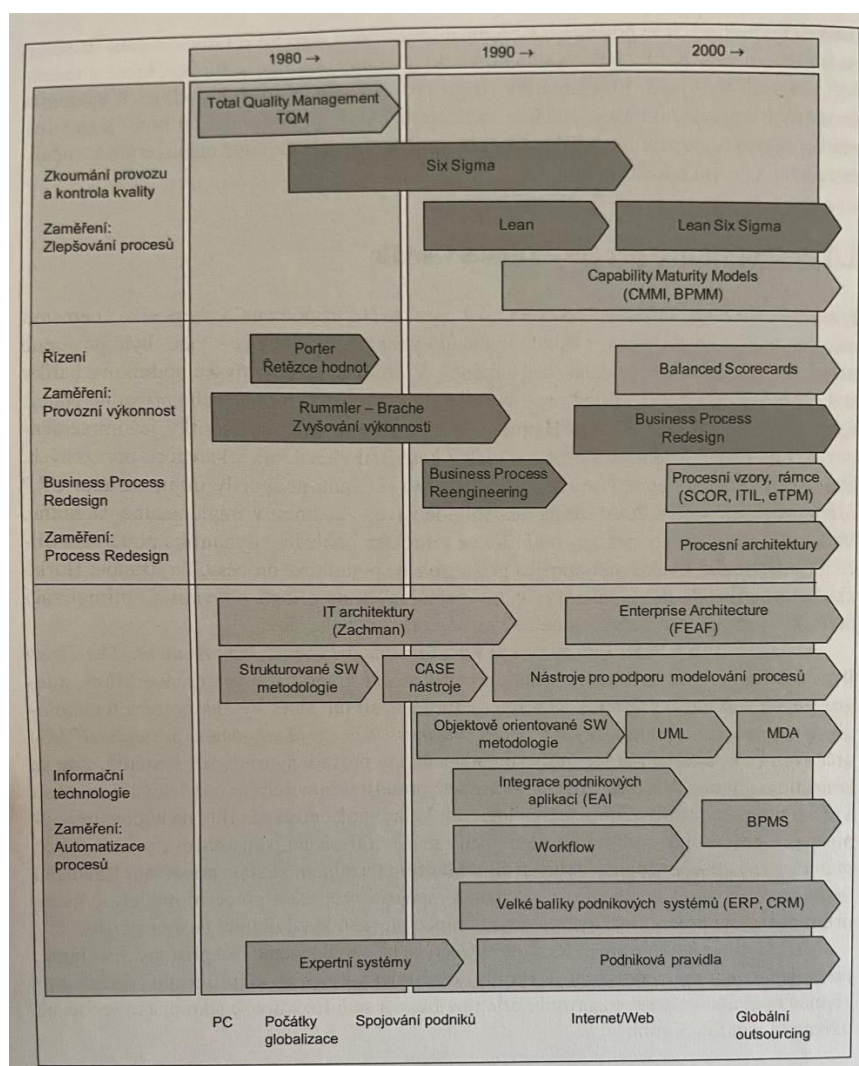 1980 →
1990 →
2000 →
Total Quality Management
TQM
Zkoumání provozu
a kontrola kvality
Zaměření:
Zlepšování procesů
Six Sigma
Lean
Lean Six Sigma
Capability Maturity Models
(CMMI, BPMM)
Řízení
Zaměření:
Provozní výkonnost
Porter
Řetězce hodnot
Balanced Scorecards
Rummler – Brache
Zvyšování výkonnosti
Business Process
Redesign
Business Process
Redesign
Zaměření:
Process Redesign
Business Process
Reengineering
Procesní vzory, rámce
(SCOR, ITIL, eTPM)
Procesní architektury
IT architektury
(Zachman)
Enterprise Architecture
(FEAF)
Strukturované SW
metodologie
CASE
nástroje
Nástroje pro podporu modelování procesů
Objektově orientované SW
metodologie
UML
MDA
Informační
technologie
Zaměření:
Automatizace
procesů
Integrace podnikových
aplikací (EAI
BPMS
Workflow
Velké balíky podnikových systémů (ERP, CRM)
Expertní systémy
Podniková pravidla
PC
Počátky
globalizace
Spojování podniků
Internet/Web
Globální
outsourcing